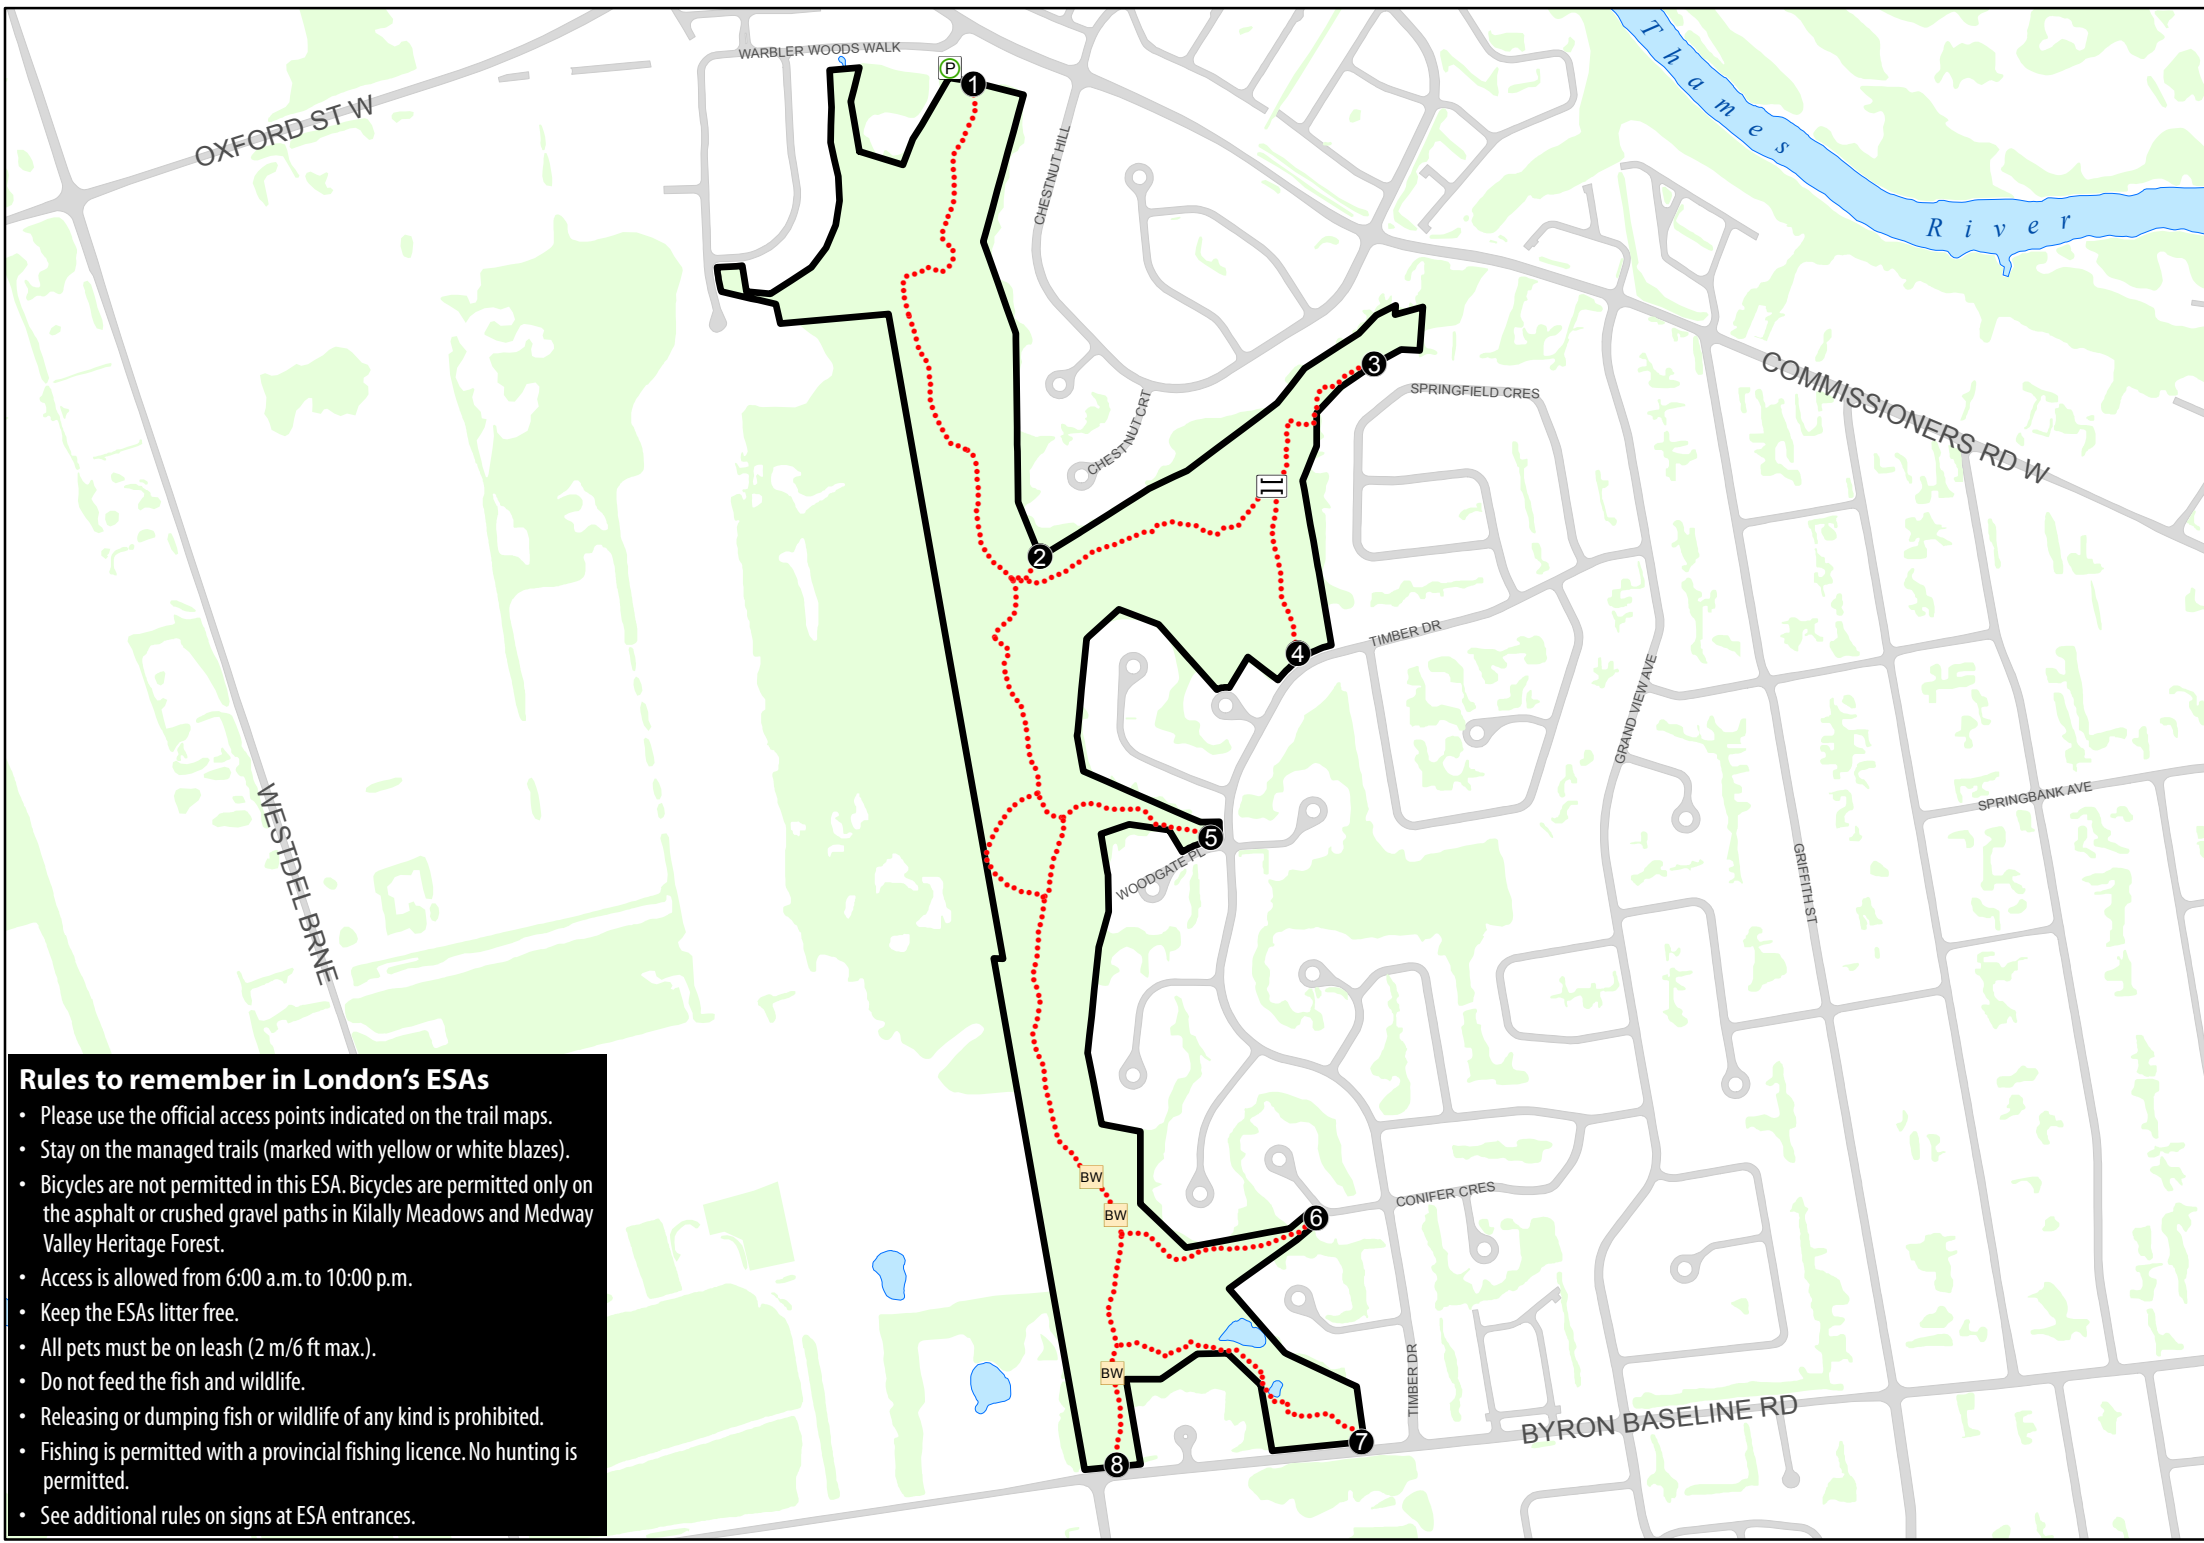 WARBLER WOODS WALK
P
1
OXFORD ST W
CHESTNUT HILL
Thames
River
3
SPRINGFIELD CRES
COMMISSIONERS RD W
CHESTNUT CRT
2
TIMBER DR
4
GRAND VIEW AVE
WESTDEL BRNE
SPRINGBANK AVE
5
WOODGATE PL
GRIFFITH ST
Rules to remember in London’s ESAs
• Please use the official access points indicated on the trail maps.
• Stay on the managed trails (marked with yellow or white blazes).
• Bicycles are not permitted in this ESA. Bicycles are permitted only on
the asphalt or crushed gravel paths in Kilally Meadows and Medway
Valley Heritage Forest.
• Access is allowed from 6:00 a.m. to 10:00 p.m.
• Keep the ESAs litter free.
• All pets must be on leash (2 m/6 ft max.).
• Do not feed the fish and wildlife.
• Releasing or dumping fish or wildlife of any kind is prohibited.
• Fishing is permitted with a provincial fishing licence. No hunting is
permitted.
• See additional rules on signs at ESA entrances.
BW
BW
CONIFER CRES
6
BW
TIMBER DR
BYRON BASELINE RD
7
8